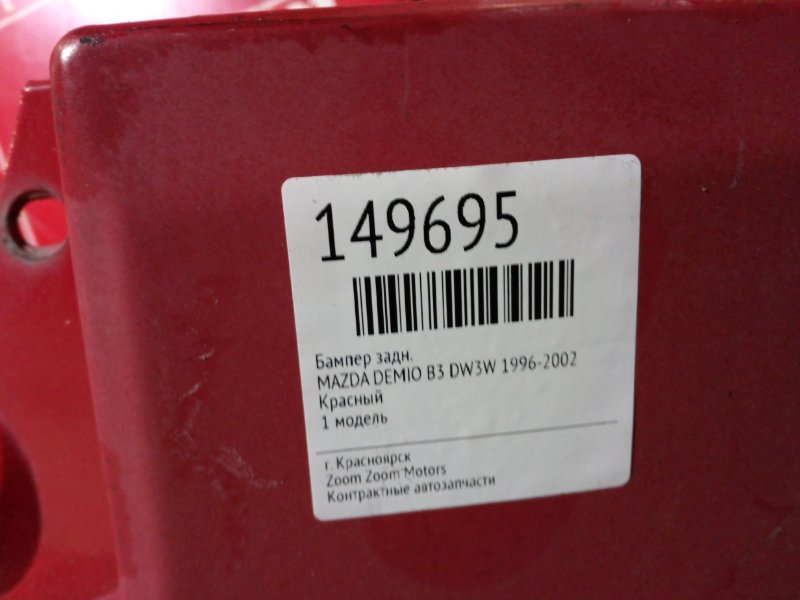 149695
Бампер задн.
MAZDA DEMIO B3 DW3W 1996-2002
Красный
1 модель
г. Красноярск
Zoom Zoom Motors
Контрактные автозапчасти